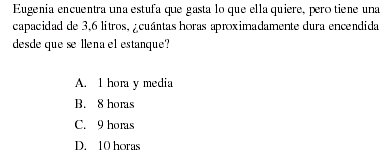 Eugenia encuentra una estufa que gasta lo que ella quiere, pero tiene una
capacidad de 3,6 litros, ¿cuántas horas aproximadamente dura encendida
desde que se llena el estanque?
A. 1 hora y media
B. 8 horas
C. 9 horas
D. 10 horas